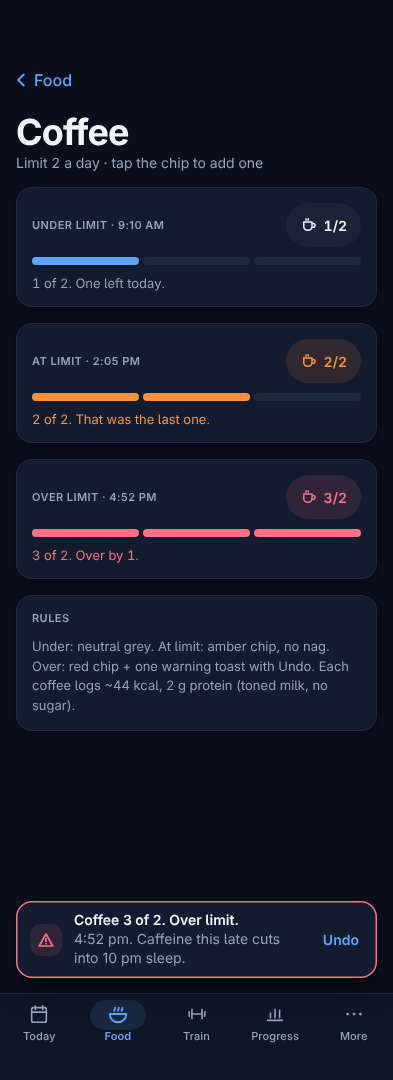 Food
Coffee
Limit 2 a day · tap the chip to add one
UNDER LIMIT · 9:10 AM
1/2
1 of 2. One left today.
AT LIMIT · 2:05 PM
2/2
2 of 2. That was the last one.
OVER LIMIT · 4:52 PM
3/2
3 of 2. Over by 1.
RULES
Under: neutral grey. At limit: amber chip, no nag.
Over: red chip + one warning toast with Undo. Each
coffee logs ~44 kcal, 2 g protein (toned milk, no
sugar).
Coffee 3 of 2. Over limit.
4:52 pm. Caffeine this late cuts
into 10 pm sleep.
Undo
Today
Food
Train
Progress
More